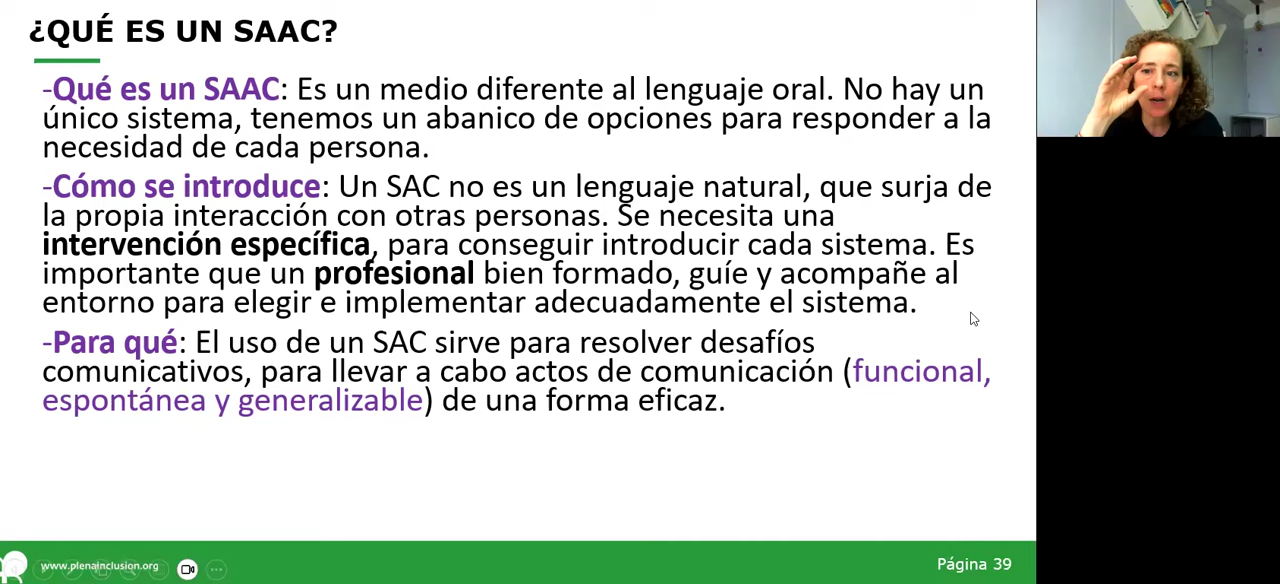 ¿QUÉ ES UN SAAC?
-Qué es un SAAC: Es un medio diferente al lenguaje oral. No hay un
único sistema, tenemos un abanico de opciones para responder a la
necesidad de cada persona.
-Cómo se introduce: Un SAC no es un lenguaje natural, que surja de
la propia interacción con otras personas. Se necesita una
intervención específica, para conseguir introducir cada sistema. Es
importante que un profesional bien formado, guíe y acompañe al
entorno para elegir e implementar adecuadamente el sistema.
-Para qué: El uso de un SAC sirve para resolver desafíos
comunicativos, para llevar a cabo actos de comunicación (funcional,
espontánea y generalizable) de una forma eficaz.
www.plenainclusion.org
Página 39